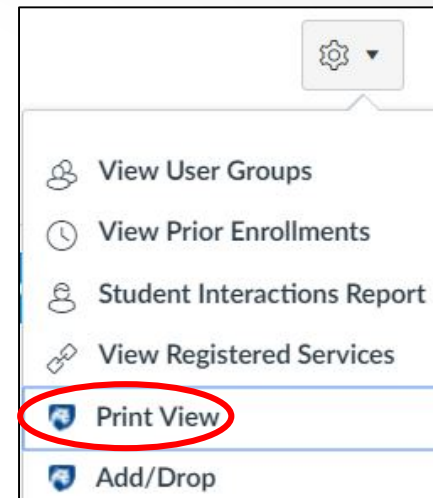 View User Groups
View Prior Enrollments
Student Interactions Report
View Registered Services
Print View
Add/Drop